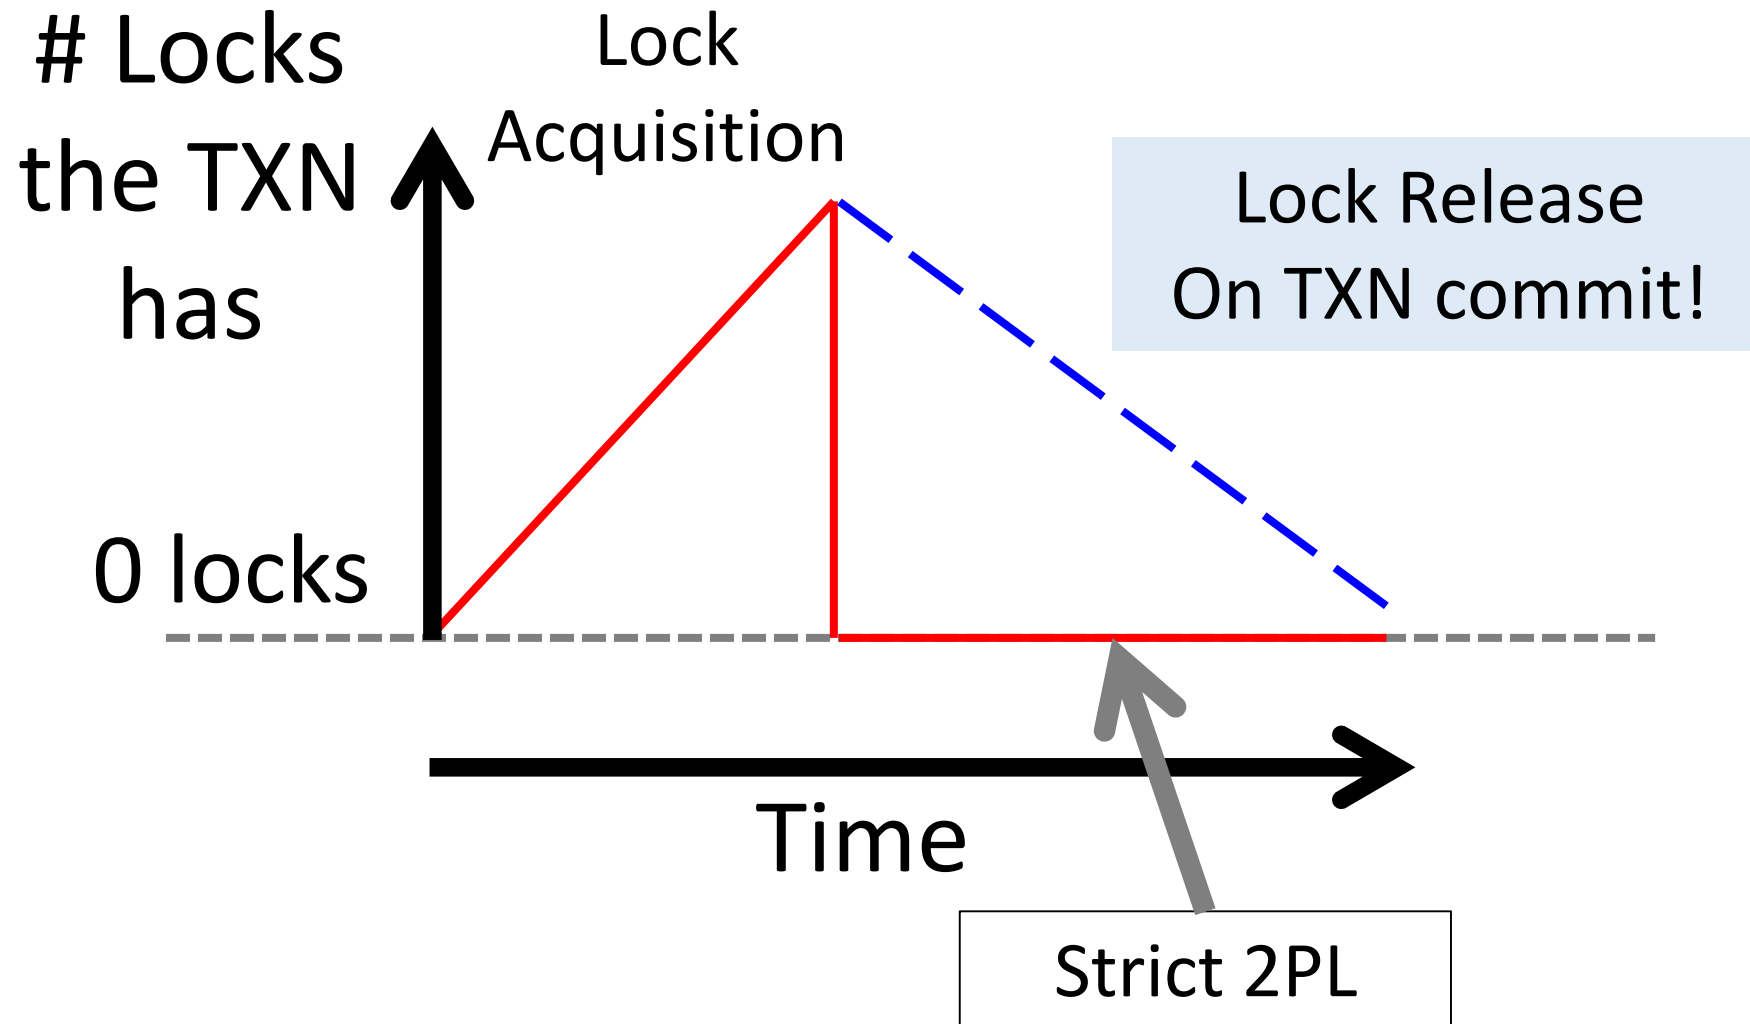 # Locks
the TXN
has
Lock
Acquisition
Lock Release
On TXN commit!
0 locks
Time
Strict 2PL